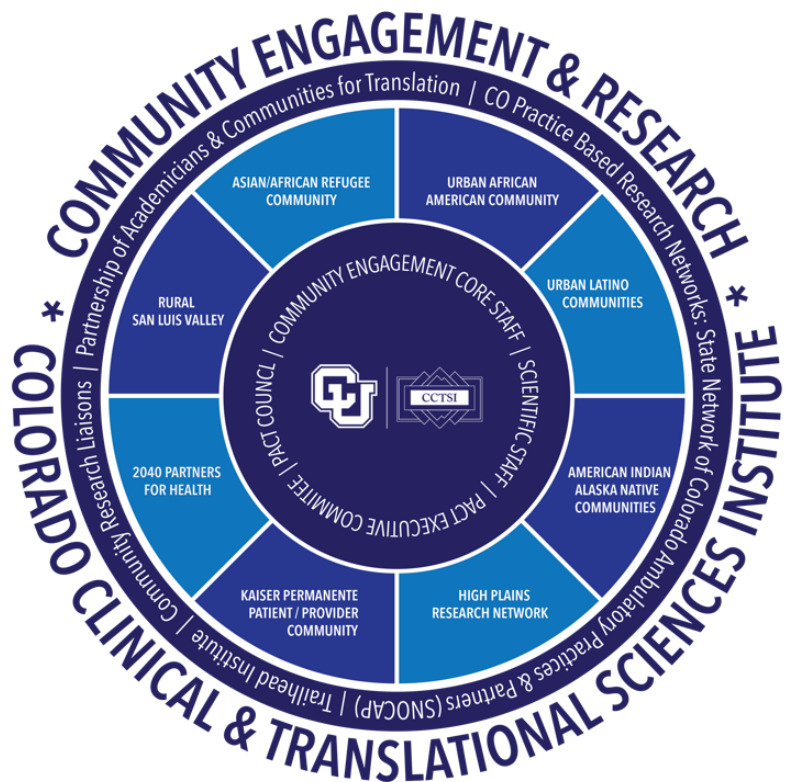 COMMUNITY ENGAGEMENT & RESEARCH
* COLORADO CLINICAL & TRANSLATIONAL SCIENCES INSTITUTE *
Community Research Liaisons | Partnership of Academicians & Communities for Translation | CO Practice Based Research Networks: State Network of Colorado Ambulatory Practices & Partners (SNOCAP) | Trailhead Institute |
ASIAN/AFRICAN REFUGEE
COMMUNITY
URBAN AFRICAN
AMERICAN COMMUNITY
URBAN LATINO
COMMUNITIES
AMERICAN INDIAN
ALASKA NATIVE
COMMUNITIES
HIGH PLAINS
RESEARCH NETWORK
KAISER PERMANENTE
PATIENT / PROVIDER
COMMUNITY
2040 PARTNERS
FOR HEALTH
RURAL
SAN LUIS VALLEY
COMMUNITY ENGAGEMENT CORE STAFF | SCIENTIFIC STAFF | PACT EXECUTIVE COMMITEE | PACT COUNCL |
CU
CCTSI